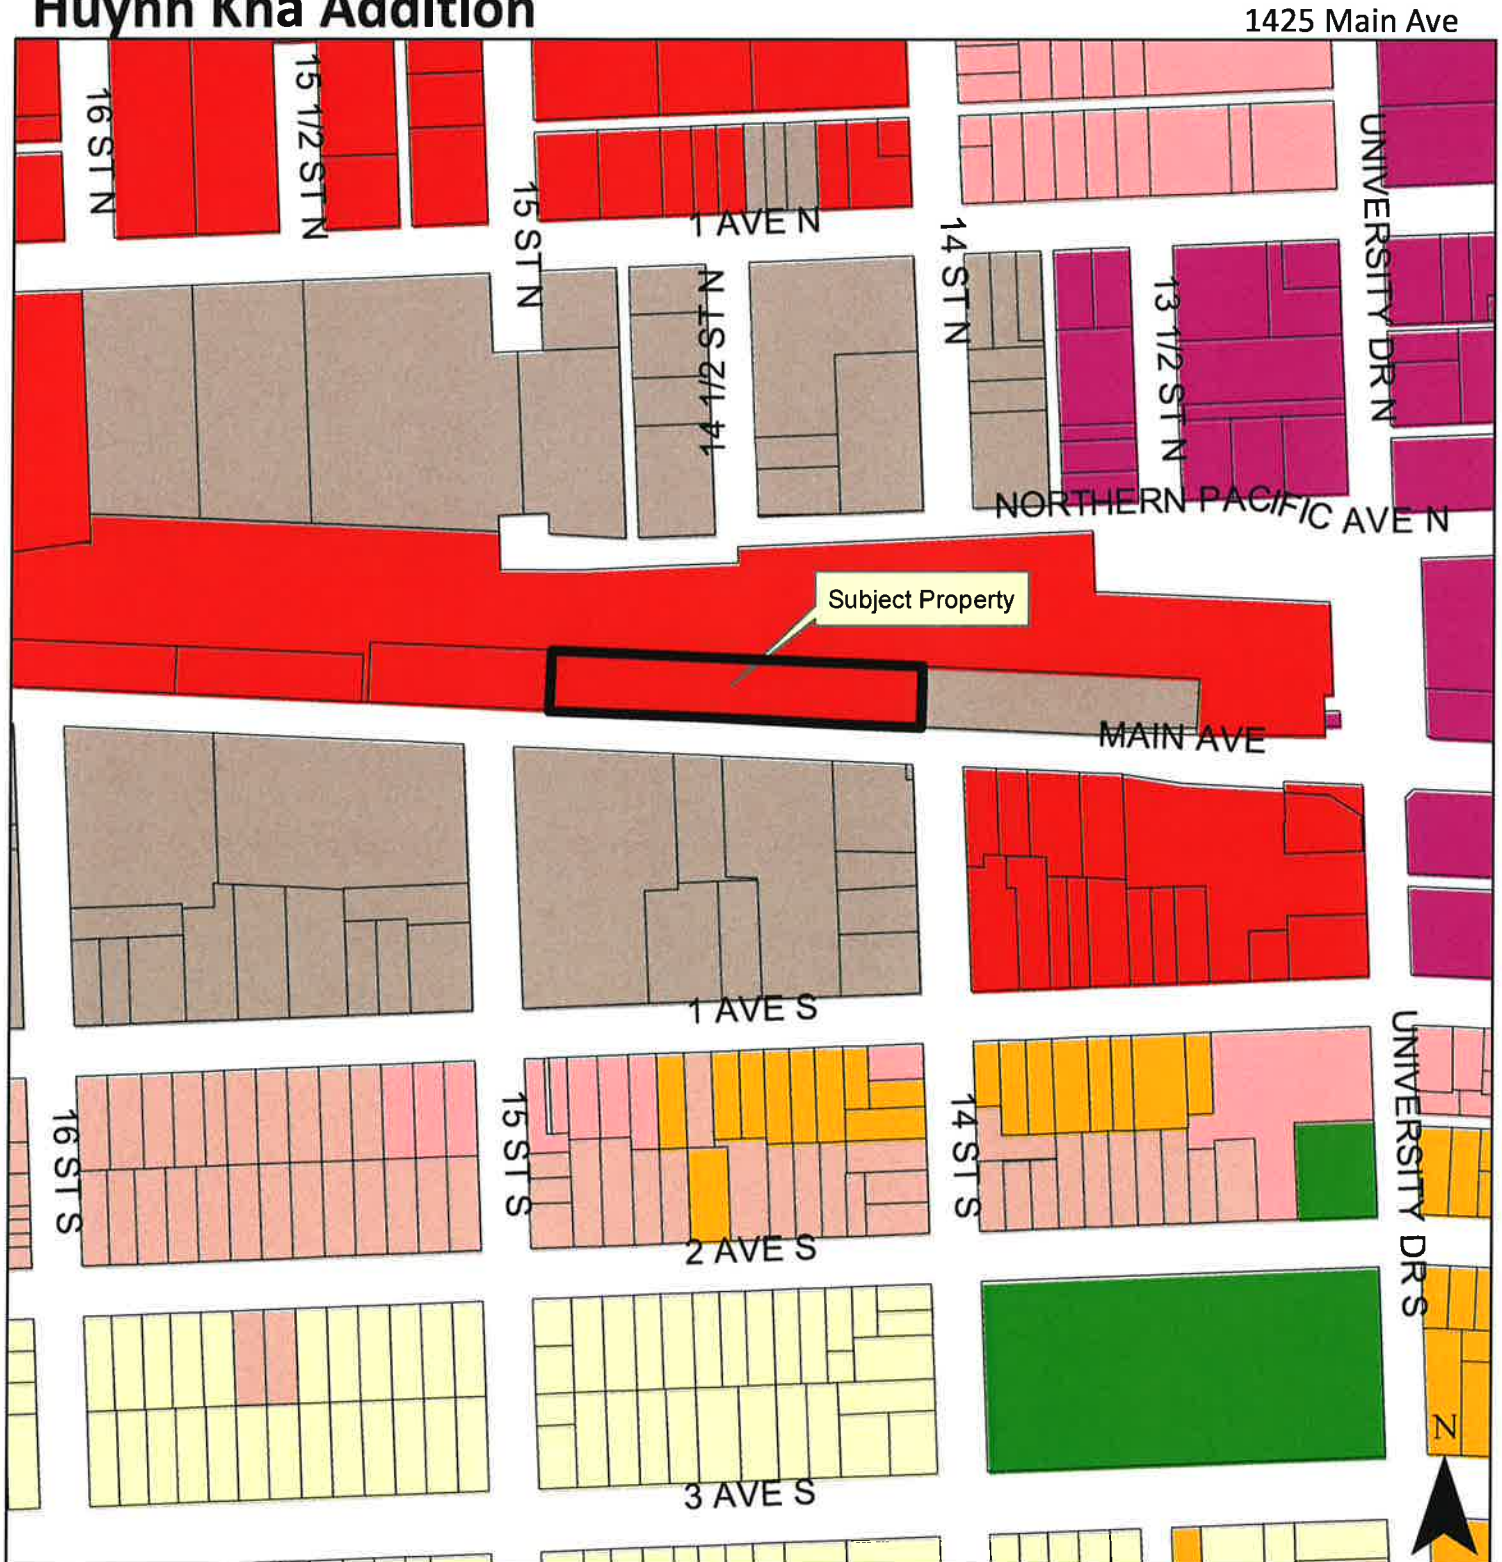 Huynh Kha Addition
1425 Main Ave
16 ST N
15 1/2 ST N
15 ST N
1 AVE N
14 1/2 ST N
14 ST N
13 1/2 ST N
UNIVERSITY DR N
NORTHERN PACIFIC AVE N
Subject Property
MAIN AVE
1 AVE S
16 ST S
15 ST S
14 ST S
UNIVERSITY DR S
2 AVE S
3 AVE S
N